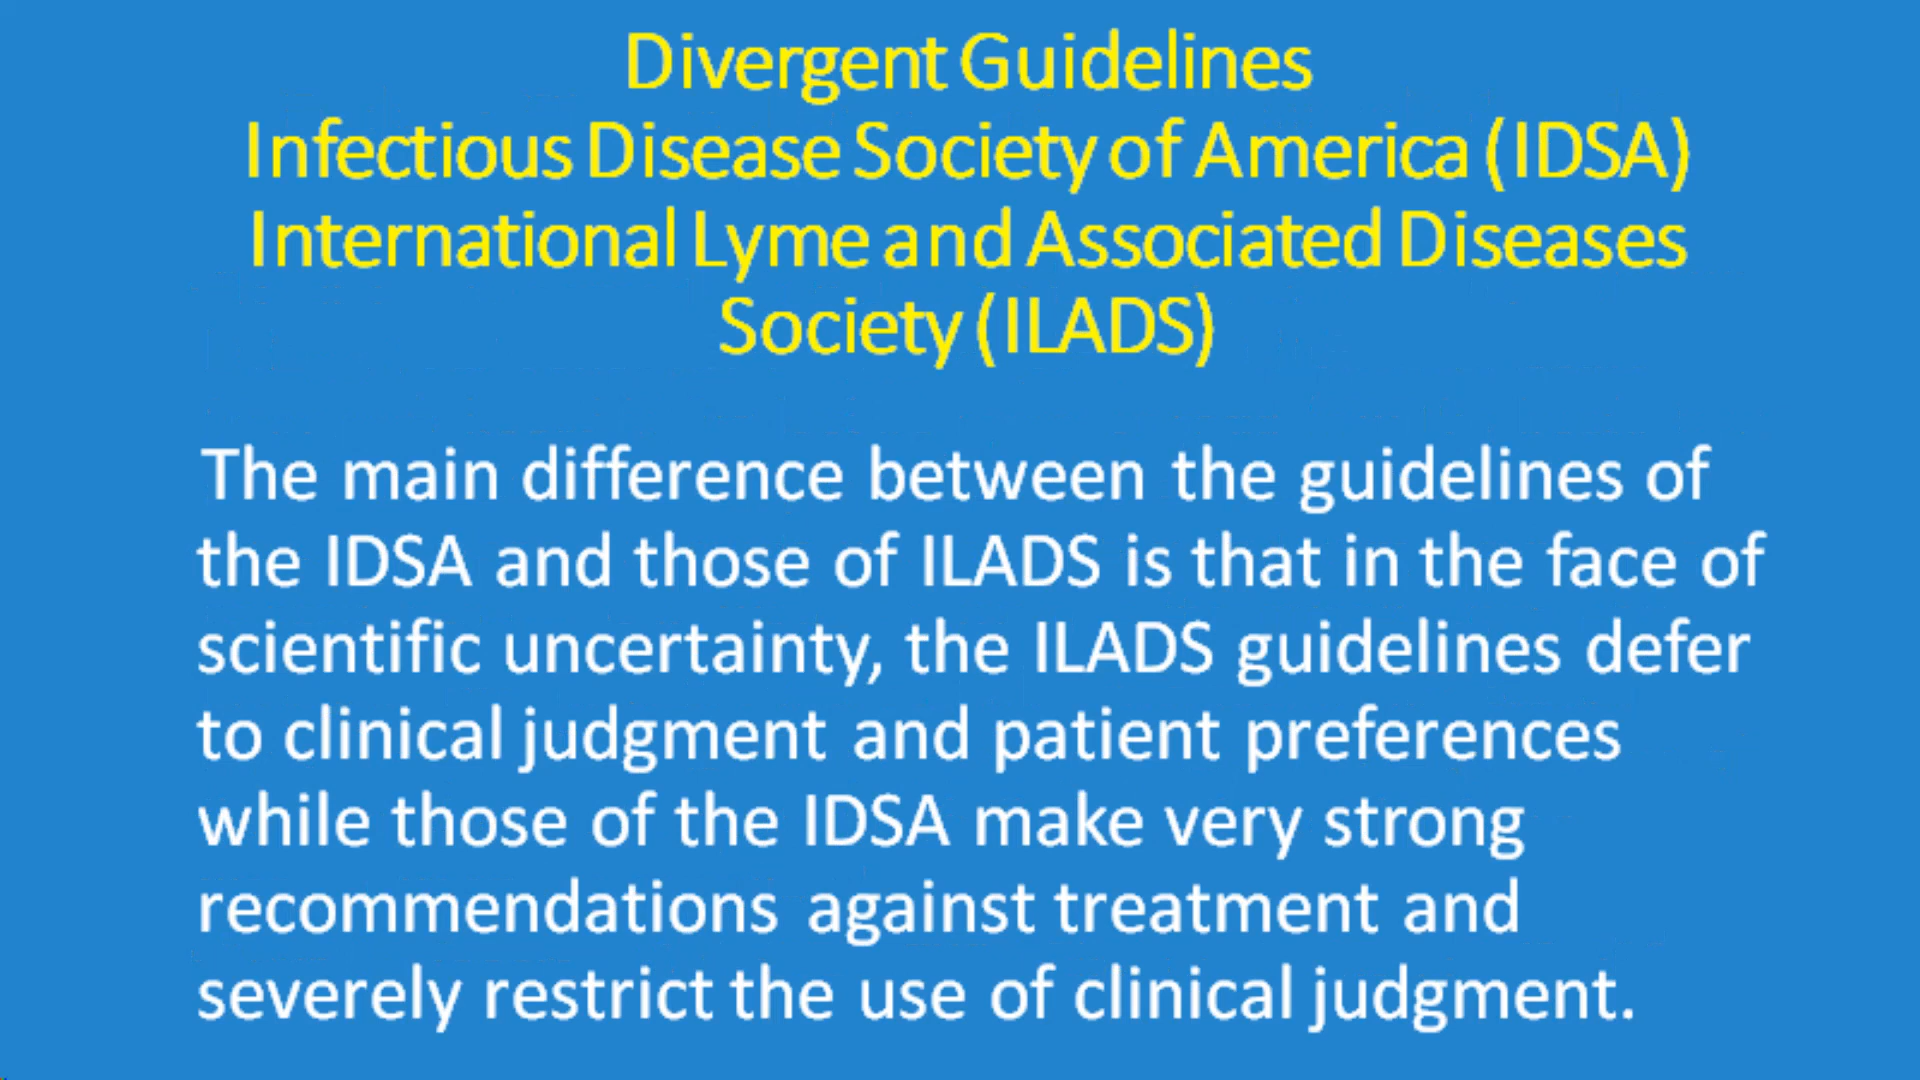 Divergent Guidelines
Infectious Disease Society of America (IDSA)
International Lyme and Associated Diseases
Society (ILADS)
The main difference between the guidelines of
the IDSA and those of ILADS is that in the face of
scientific uncertainty, the ILADS guidelines defer
to clinical judgment and patient preferences
while those of the IDSA make very strong
recommendations against treatment and
severely restrict the use of clinical judgment.